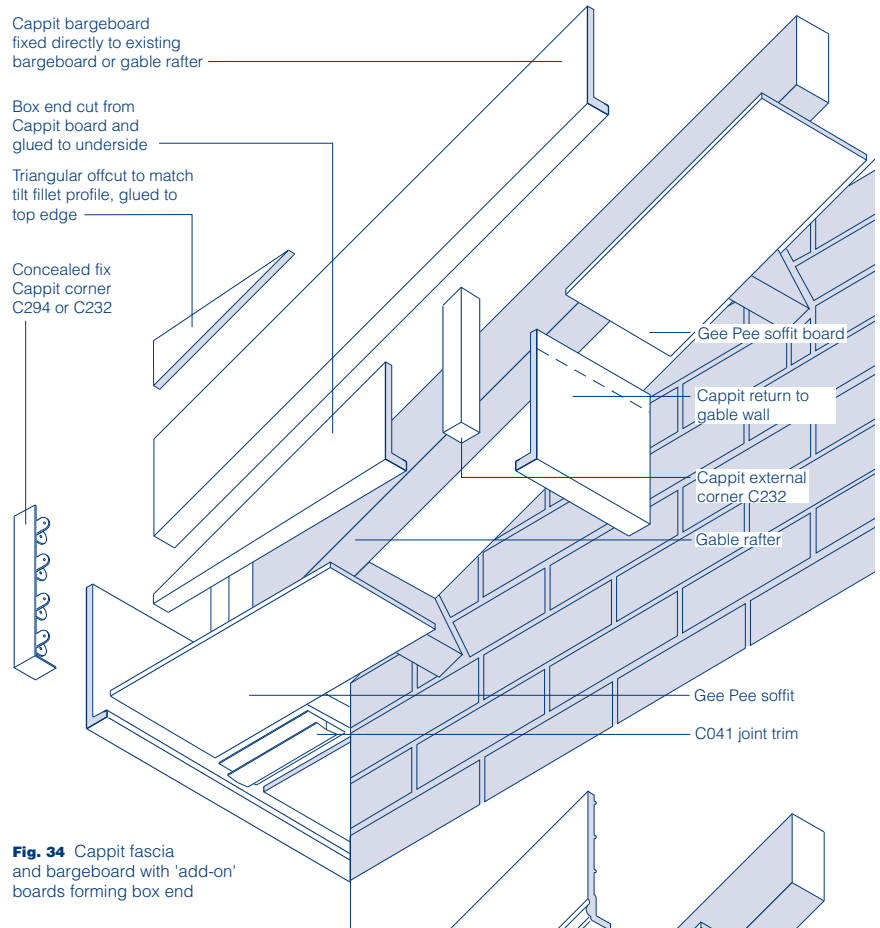 Cappit bargeboard
fixed directly to existing
bargeboard or gable rafter
Box end cut from
Cappit board and
glued to underside
Triangular offcut to match
tilt fillet profile, glued to
top edge
Concealed fix
Cappit corner
C294 or C232
Gee Pee soffit board
Cappit return to
gable wall
Cappit external
corner C232
Gable rafter
Gee Pee soffit
C041 joint trim
Fig. 34 Cappit fascia
and bargeboard with 'add-on'
boards forming box end